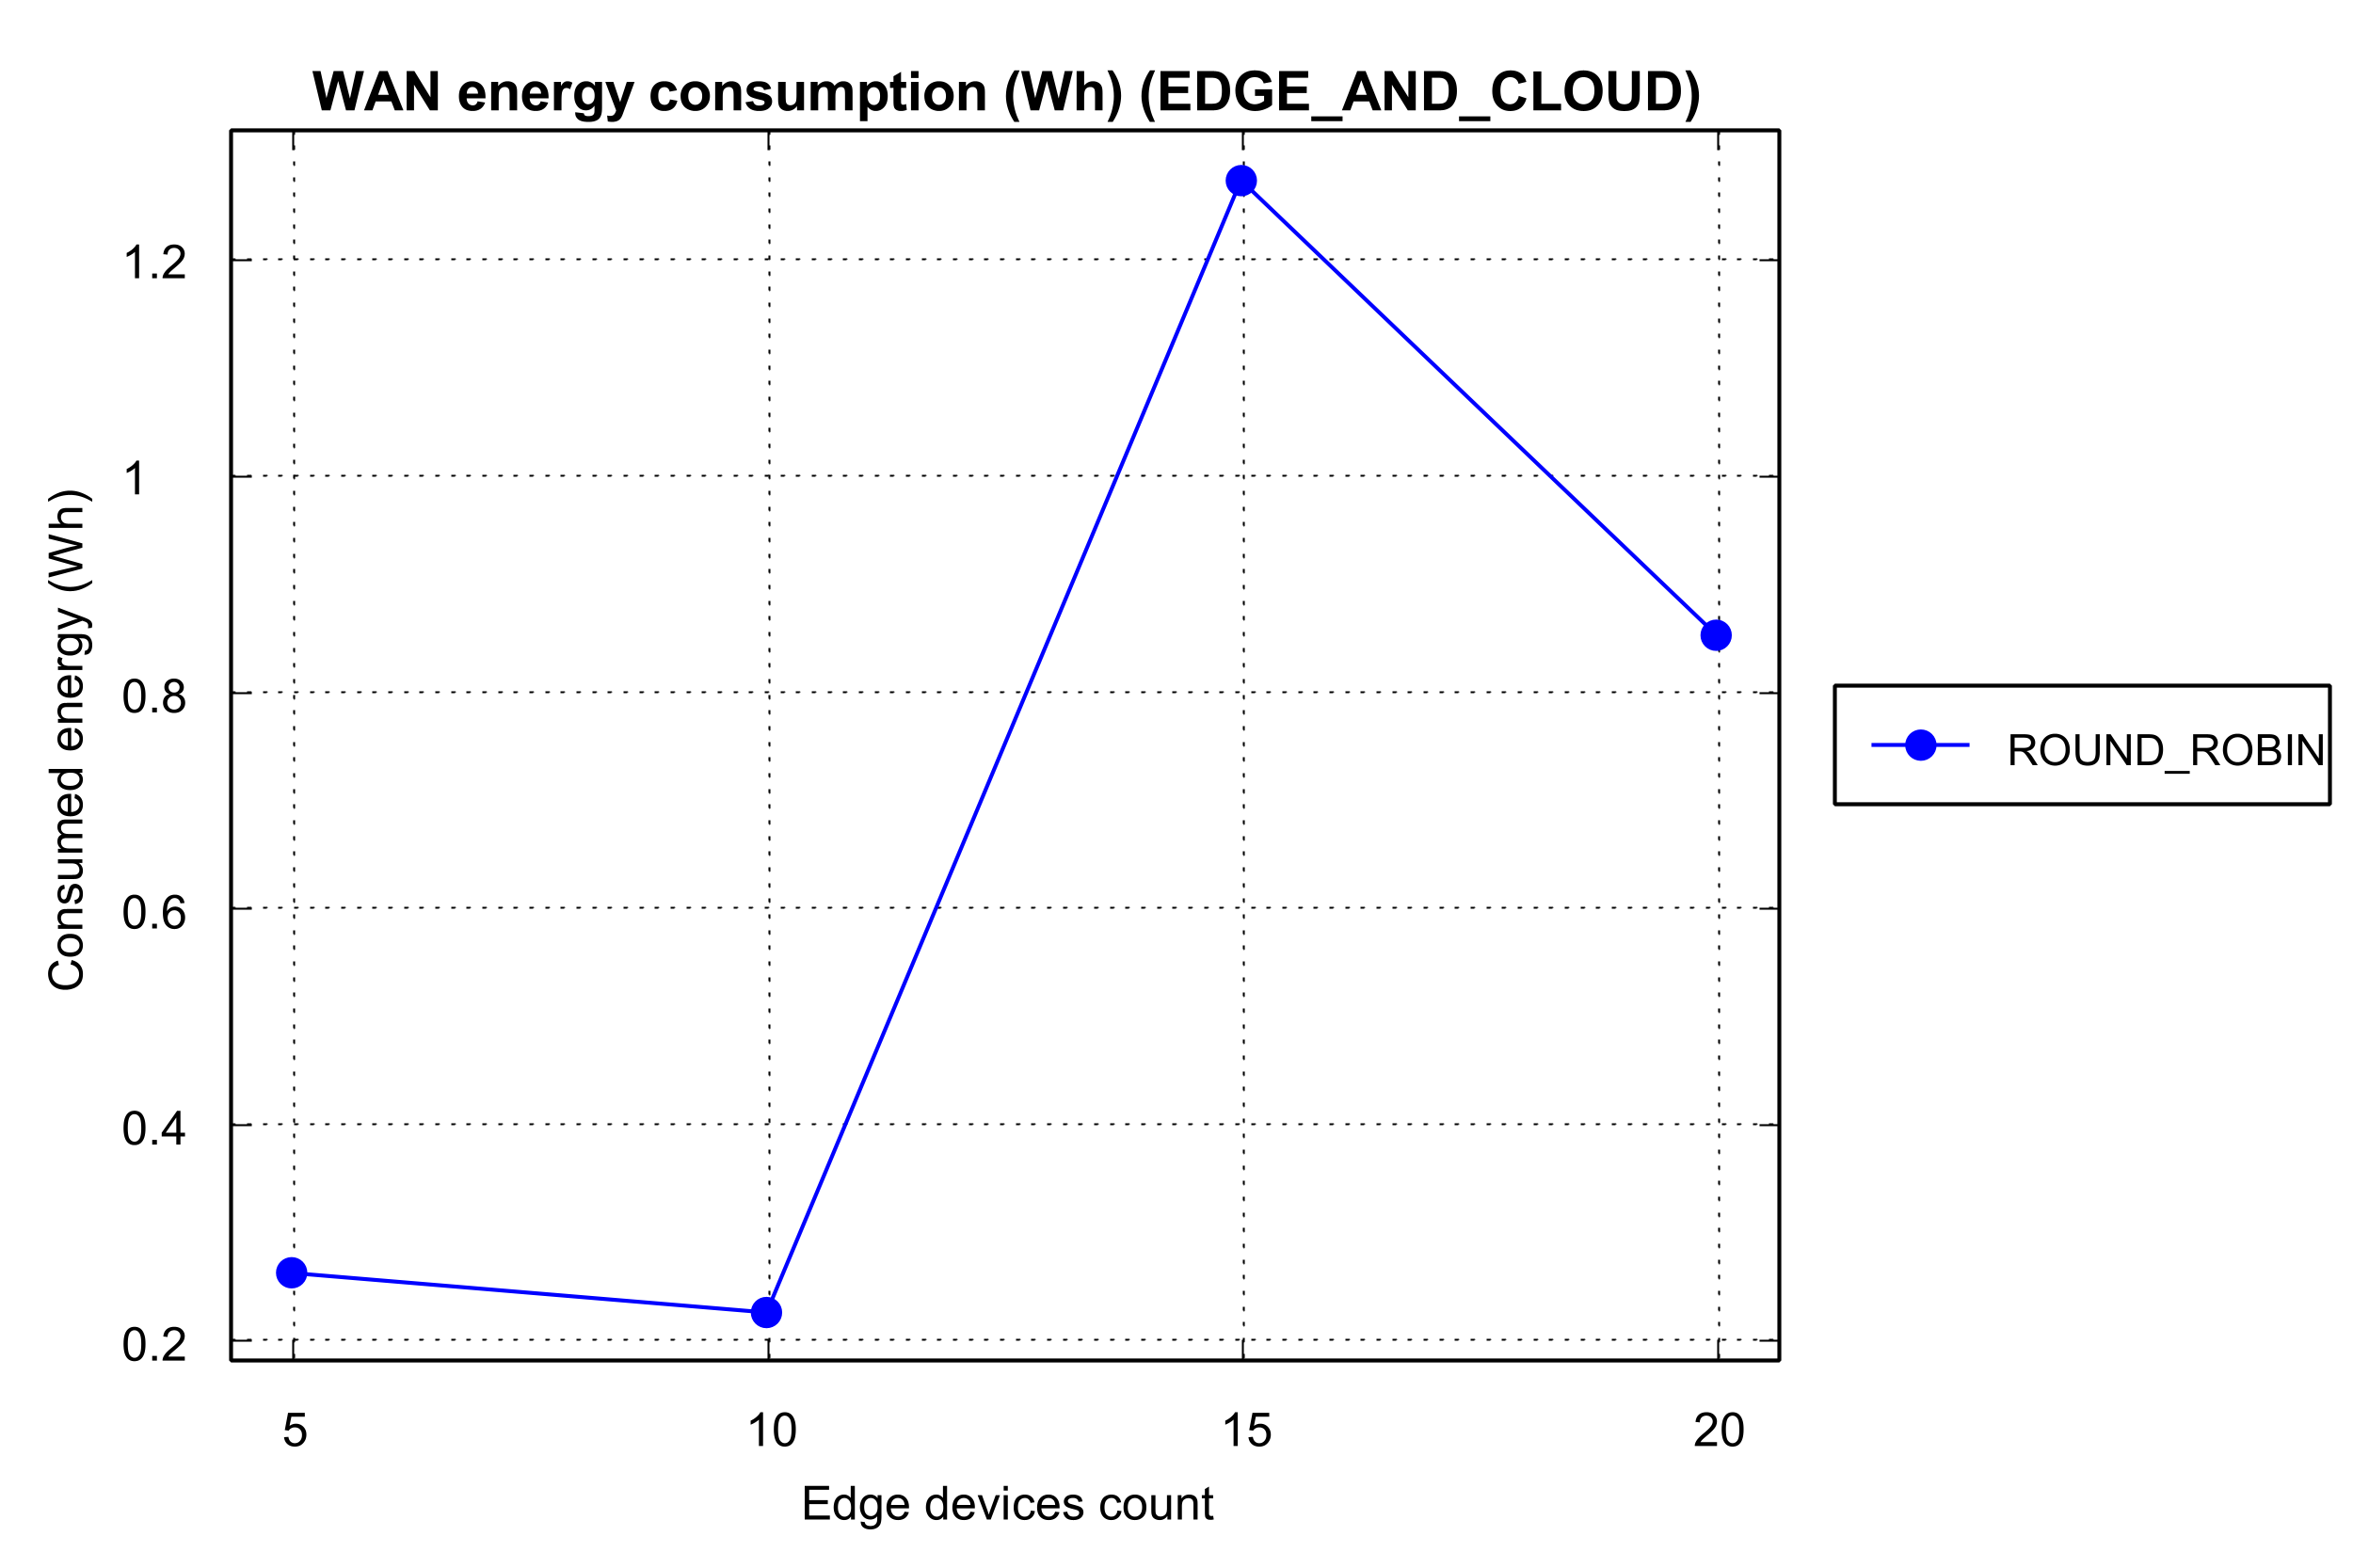 WAN energy consumption (Wh) (EDGE_AND_CLOUD)
1.2
1
0.8
0.6
0.4
0.2
Consumed energy (Wh)
5 10 15 20
Edge devices count
ROUND_ROBIN